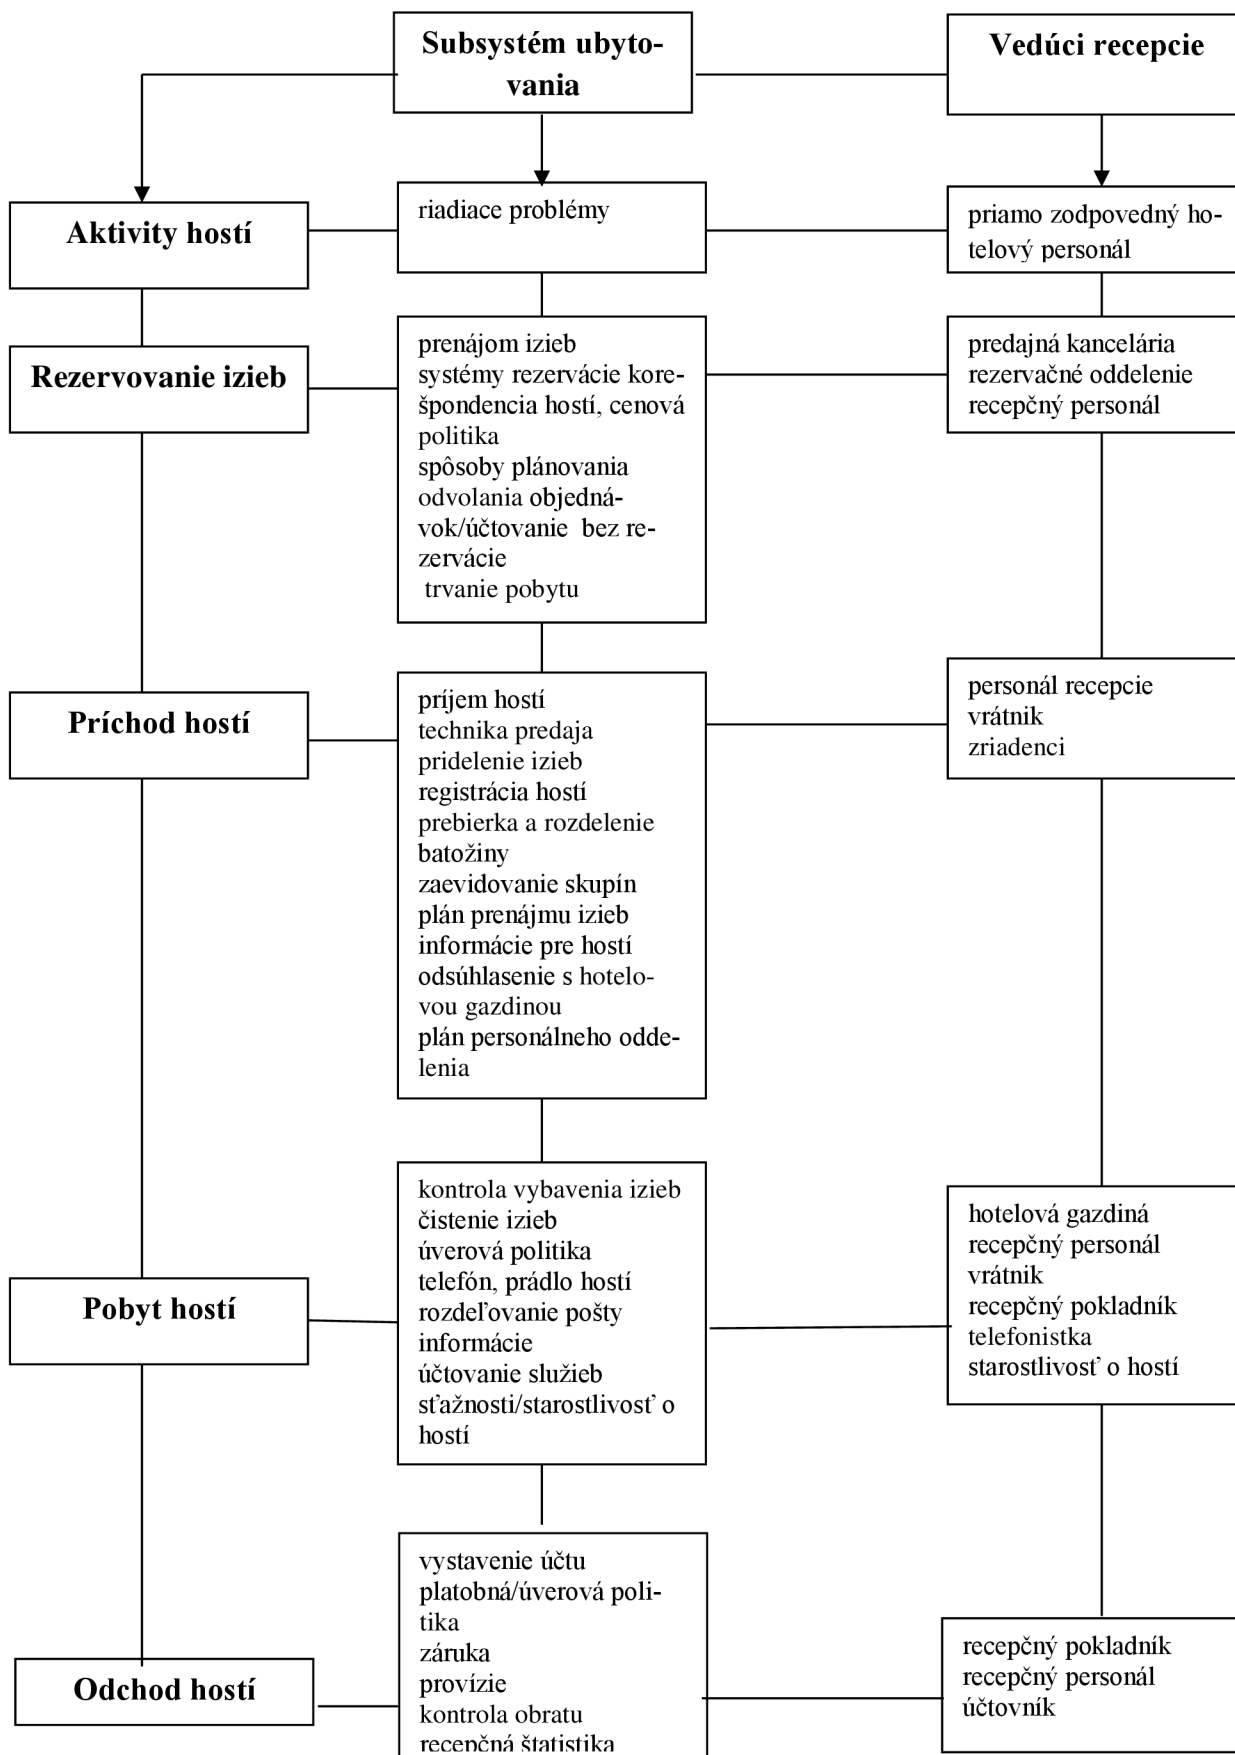 Subsystém ubyto-
vania
Vedúci recepcie
Aktivity hostí
riadiace problémy
priamo zodpovedný ho-
telový personál
Rezervovanie izieb
prenájom izieb
systémy rezervácie kore-
špondencia hostí, cenová
politika
spôsoby plánovania
odvolania objedná-
vok/účtovanie  bez re-
zervácie
trvanie pobytu
predajná kancelária
rezervačné oddelenie
recepčný personál
Príchod hostí
príjem hostí
technika predaja
pridelenie izieb
registrácia hostí
prebierka a rozdelenie
batožiny
zaevidovanie skupín
plán prenájmu izieb
informácie pre hostí
odsúhlasenie s hotelo-
vou gazdinou
plán personálneho odde-
lenia
personál recepcie
vrátnik
zriadenci
Pobyt hostí
kontrola vybavenia izieb
čistenie izieb
úverová politika
telefón, prádlo hostí
rozdeľovanie pošty
informácie
účtovanie služieb
sťažnosti/starostlivosť o
hostí
hotelová gazdiná
recepčný personál
vrátnik
recepčný pokladník
telefonistka
starostlivosť o hostí
Odchod hostí
vystavenie účtu
platobná/úverová poli-
tika
záruka
provízie
kontrola obratu
recepčná štatistika
recepčný pokladník
recepčný personál
účtovník